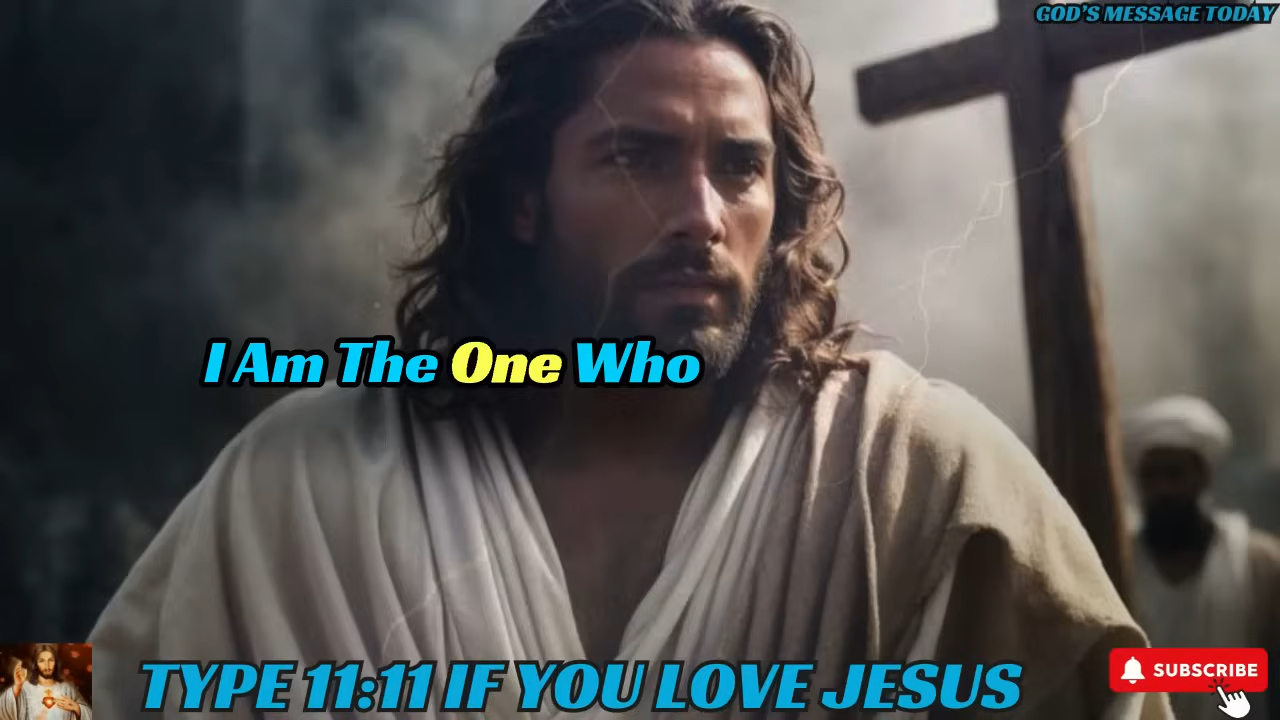 GOD'S MESSAGE TODAY
I Am The One Who
TYPE 11:11 IF YOU LOVE JESUS
SUBSCRIBE